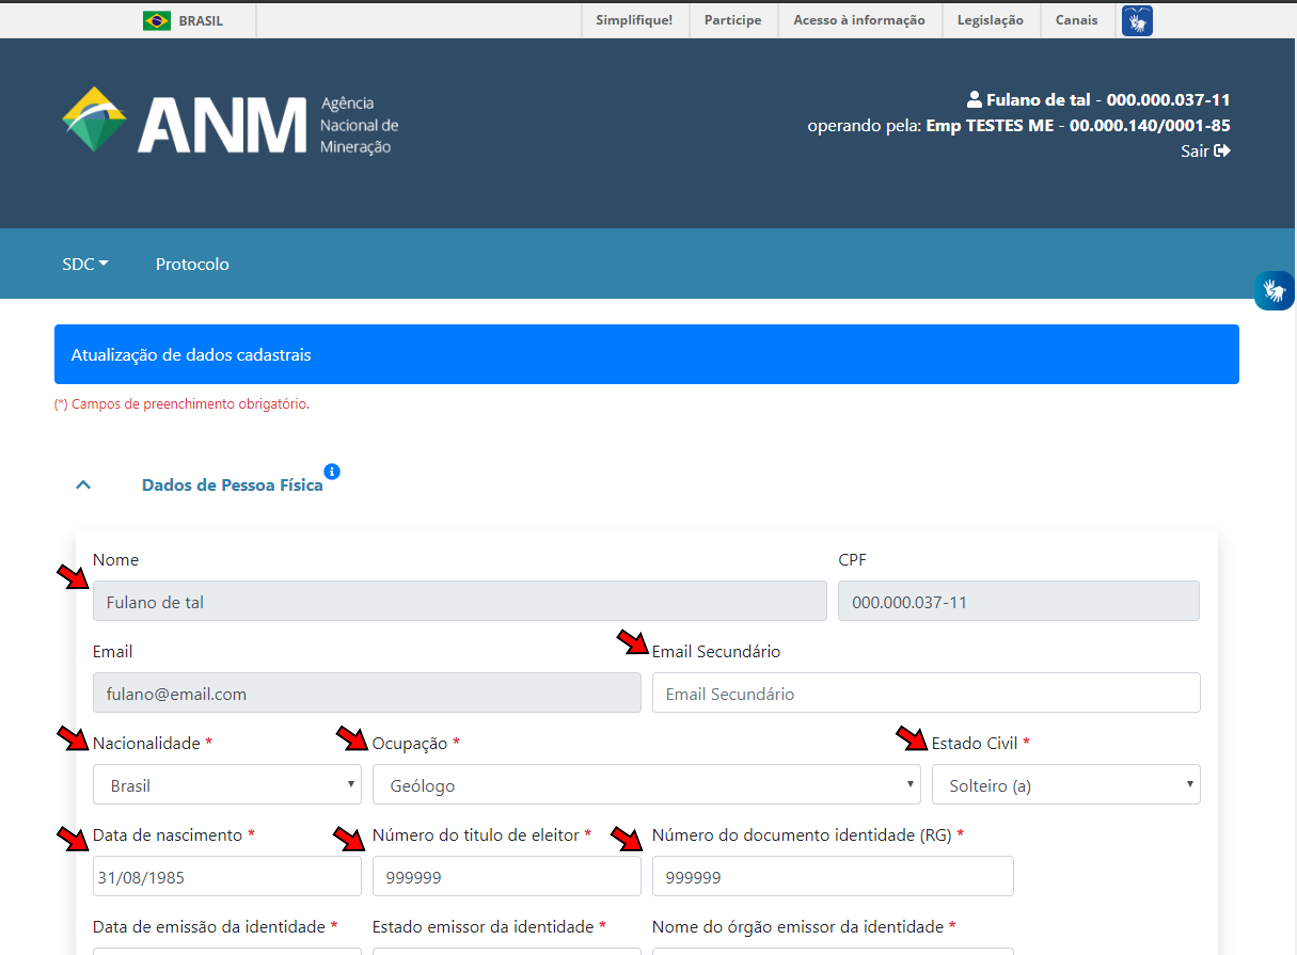 BRASIL
Simplifique!
Participe
Acesso à informação
Legislação
Canais
ANM
Agência
Nacional de
Mineração
Fulano de tal - 000.000.037-11
operando pela: Emp TESTES ME - 00.000.140/0001-85
Sair
SDC
Protocolo
Atualização de dados cadastrais
(*) Campos de preenchimento obrigatório.
Dados de Pessoa Física
Nome
CPF
Fulano de tal
000.000.037-11
Email
Email Secundário
fulano@email.com
Email Secundário
Nacionalidade *
Ocupação *
Estado Civil *
Brasil
Geólogo
Solteiro (a)
Data de nascimento *
Número do titulo de eleitor *
Número do documento identidade (RG) *
31/08/1985
999999
999999
Data de emissão da identidade *
Estado emissor da identidade *
Nome do órgão emissor da identidade *